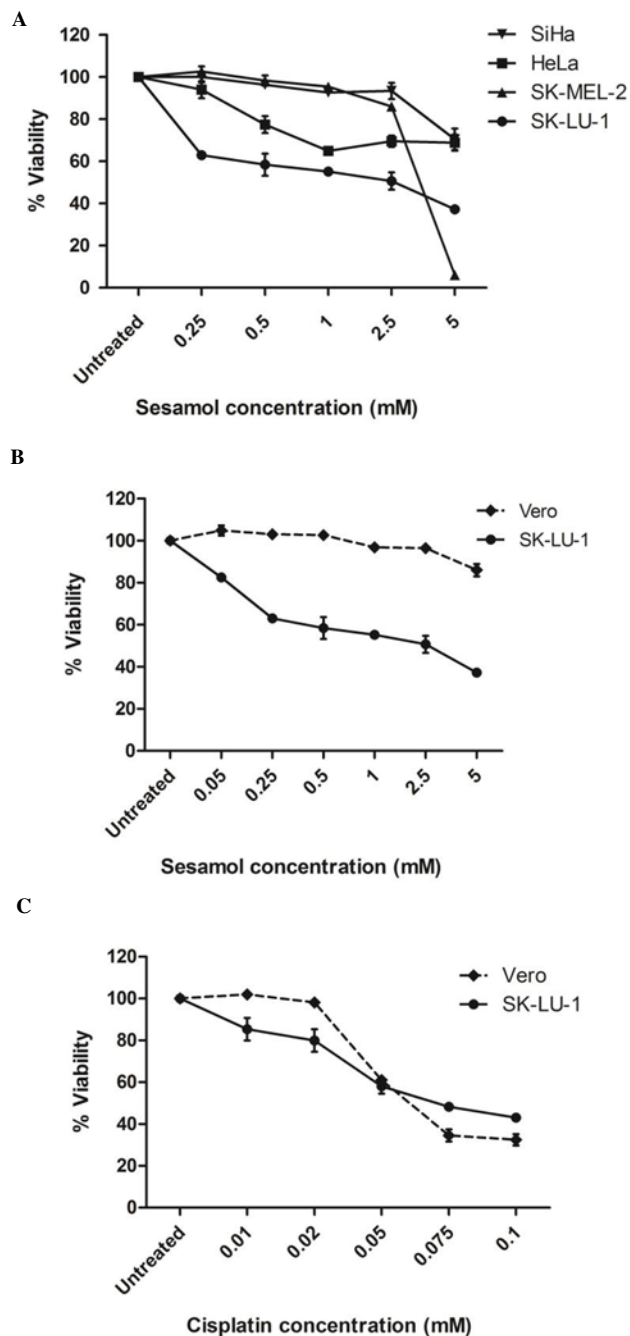 A
120
100
80
60
40
20
0
% Viability
SiHa
HeLa
SK-MEL-2
SK-LU-1
Untreated
0.25
0.5
1
2.5
5
Sesamol concentration (mM)
B
120
100
80
60
40
20
0
% Viability
Vero
SK-LU-1
Untreated
0.05
0.25
0.5
1
2.5
5
Sesamol concentration (mM)
C
120
100
80
60
40
20
0
% Viability
Vero
SK-LU-1
Untreated
0.01
0.02
0.05
0.075
0.1
Cisplatin concentration (mM)